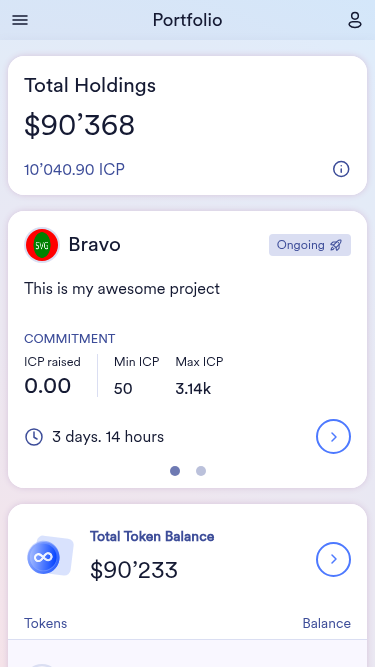 Portfolio
Total Holdings
$90’368
10’040.90 ICP
SVG
Bravo
Ongoing
This is my awesome project
COMMITMENT
ICP raised
0.00
Min ICP
50
Max ICP
3.14k
3 days. 14 hours
Total Token Balance
$90’233
Tokens
Balance